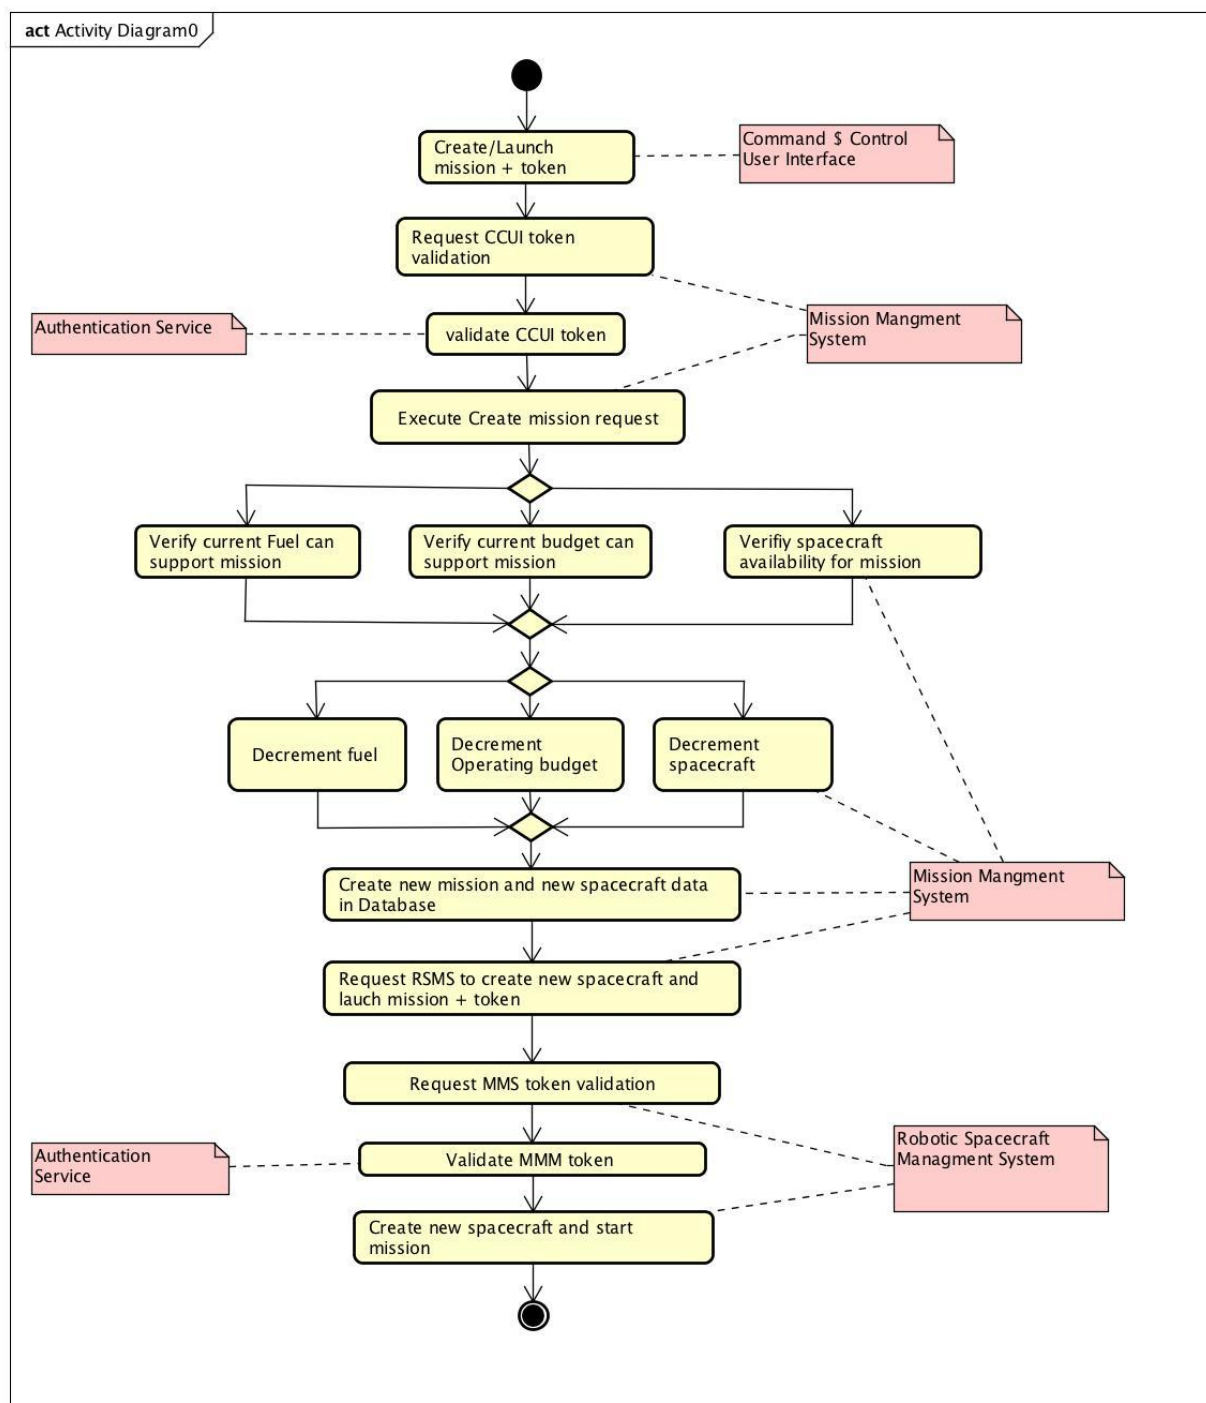 act Activity Diagram0
Create/Launch
mission + token
Command $ Control
User Interface
Request CCUI token
validation
Authentication Service
validate CCUI token
Mission Mangment
System
Execute Create mission request
Verify current Fuel can
support mission
Verify current budget can
support mission
Verifiy spacecraft
availability for mission
Decrement fuel
Decrement
Operating budget
Decrement
spacecraft
Create new mission and new spacecraft data
in Database
Mission Mangment
System
Request RSMS to create new spacecraft and
lauch mission + token
Request MMS token validation
Authentication
Service
Validate MMM token
Robotic Spacecraft
Managment System
Create new spacecraft and start
mission